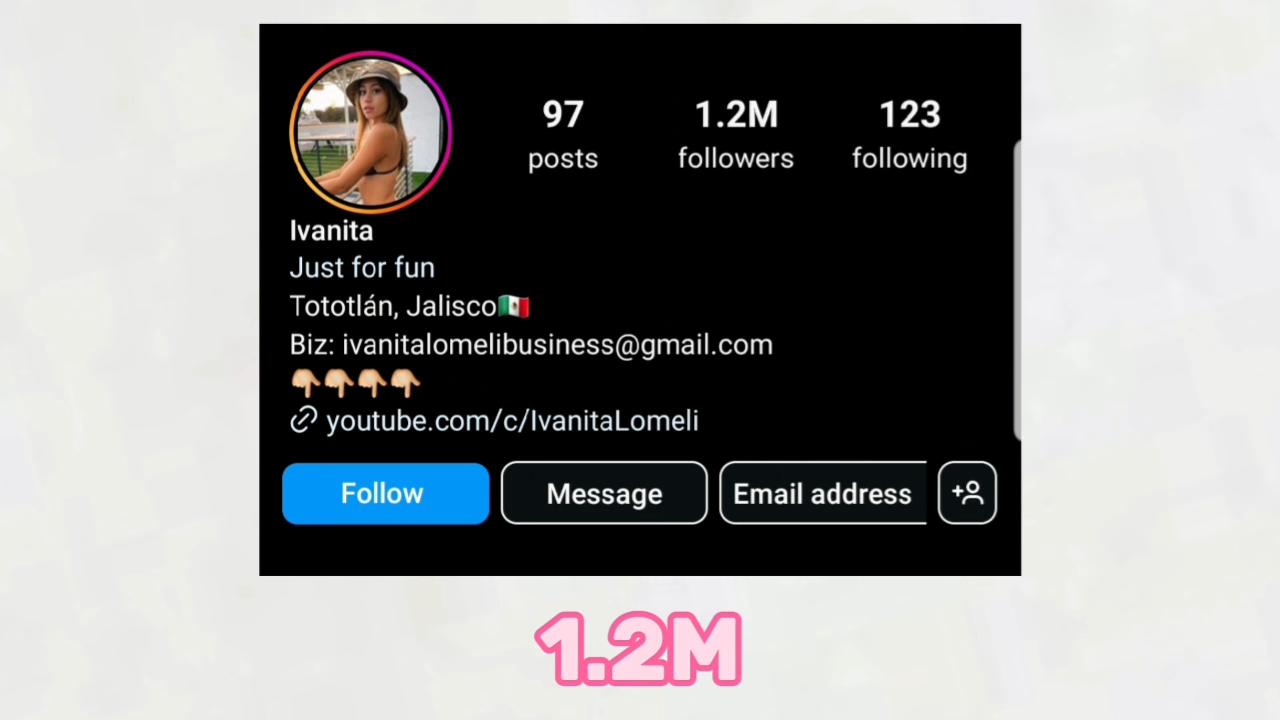 97 1.2M 123
posts followers following
Ivanita
Just for fun
Tototlán, Jalisco🇲🇽
Biz: ivanitalomelibusiness@gmail.com
👇🏼👇🏼👇🏼👇🏼
youtube.com/c/IvanitaLomeli
Follow Message Email address
1.2M